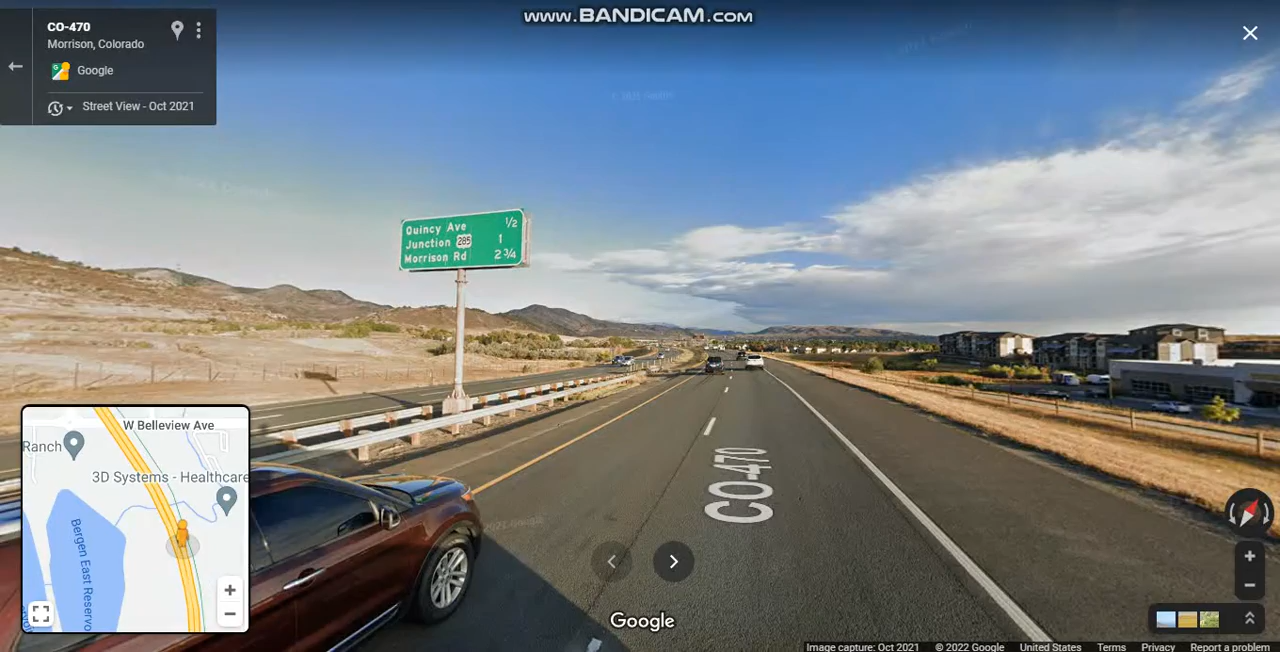 www.BANDICAM.com
CO-470
Morrison, Colorado
Google
Street View - Oct 2021
Quincy Ave 1/2
Junction 285 1
Morrison Rd 2 3/4
W Belleview Ave
Ranch
3D Systems - Healthcare
Bergen East Reservo
CO-470
Google
Image capture: Oct 2021 © 2022 Google United States Terms Privacy Report a problem